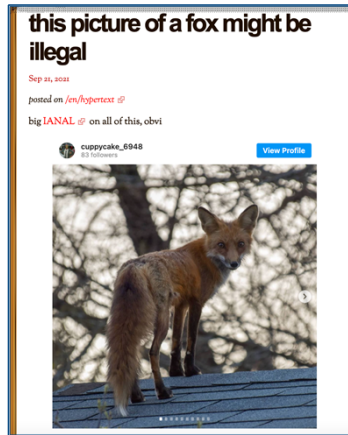 this picture of a fox might be
illegal
Sep 21, 2021
posted on /en/hypertext
big IANAL on all of this, obvi
cuppycake_6948
83 followers
View Profile